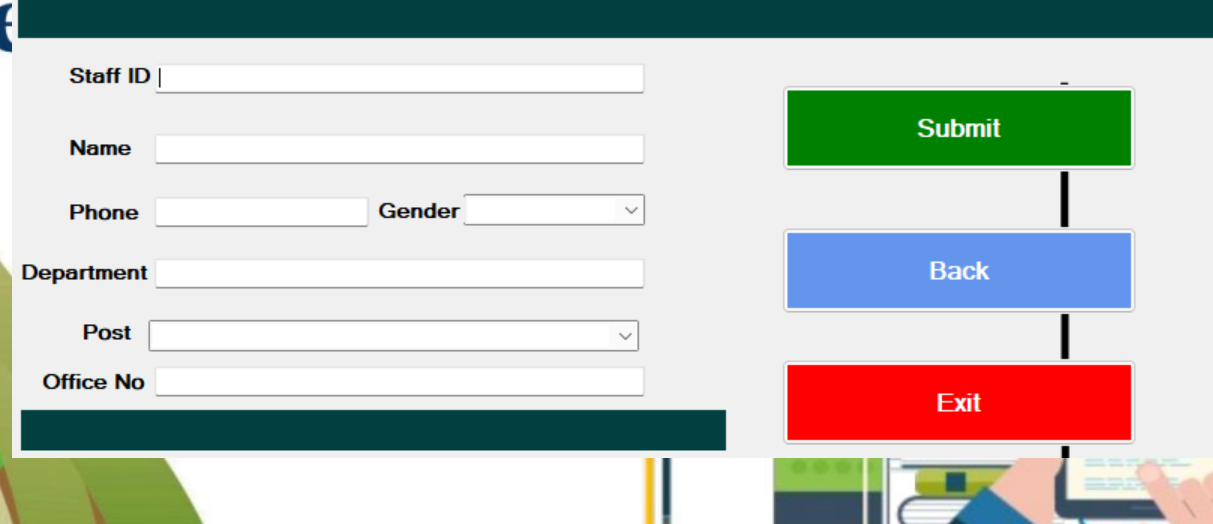 Staff ID
Submit
Name
Phone
Gender
Back
Department
Post
Office No
Exit